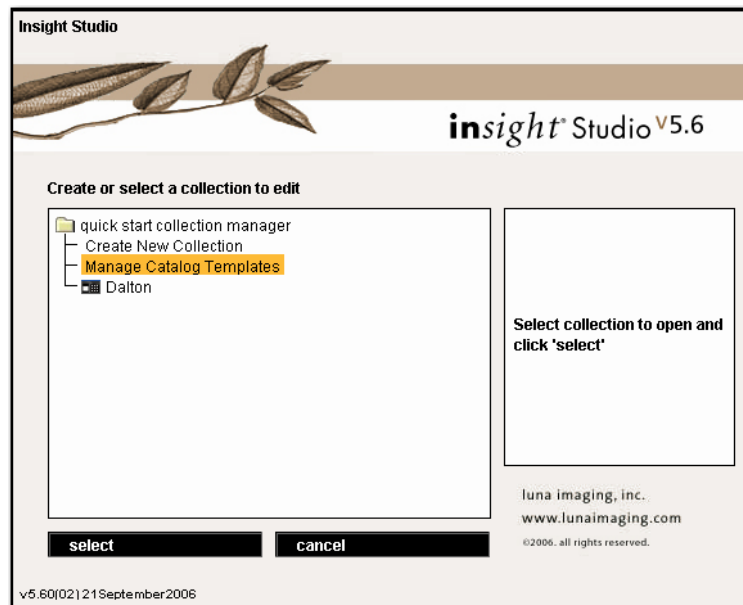 Insight Studio
insight® Studio v5.6
Create or select a collection to edit
quick start collection manager
Create New Collection
Manage Catalog Templates
Dalton
Select collection to open and
click 'select'
luna imaging, inc.
www.lunaimaging.com
©2006. all rights reserved.
select
cancel
v5.60(02) 21September2006